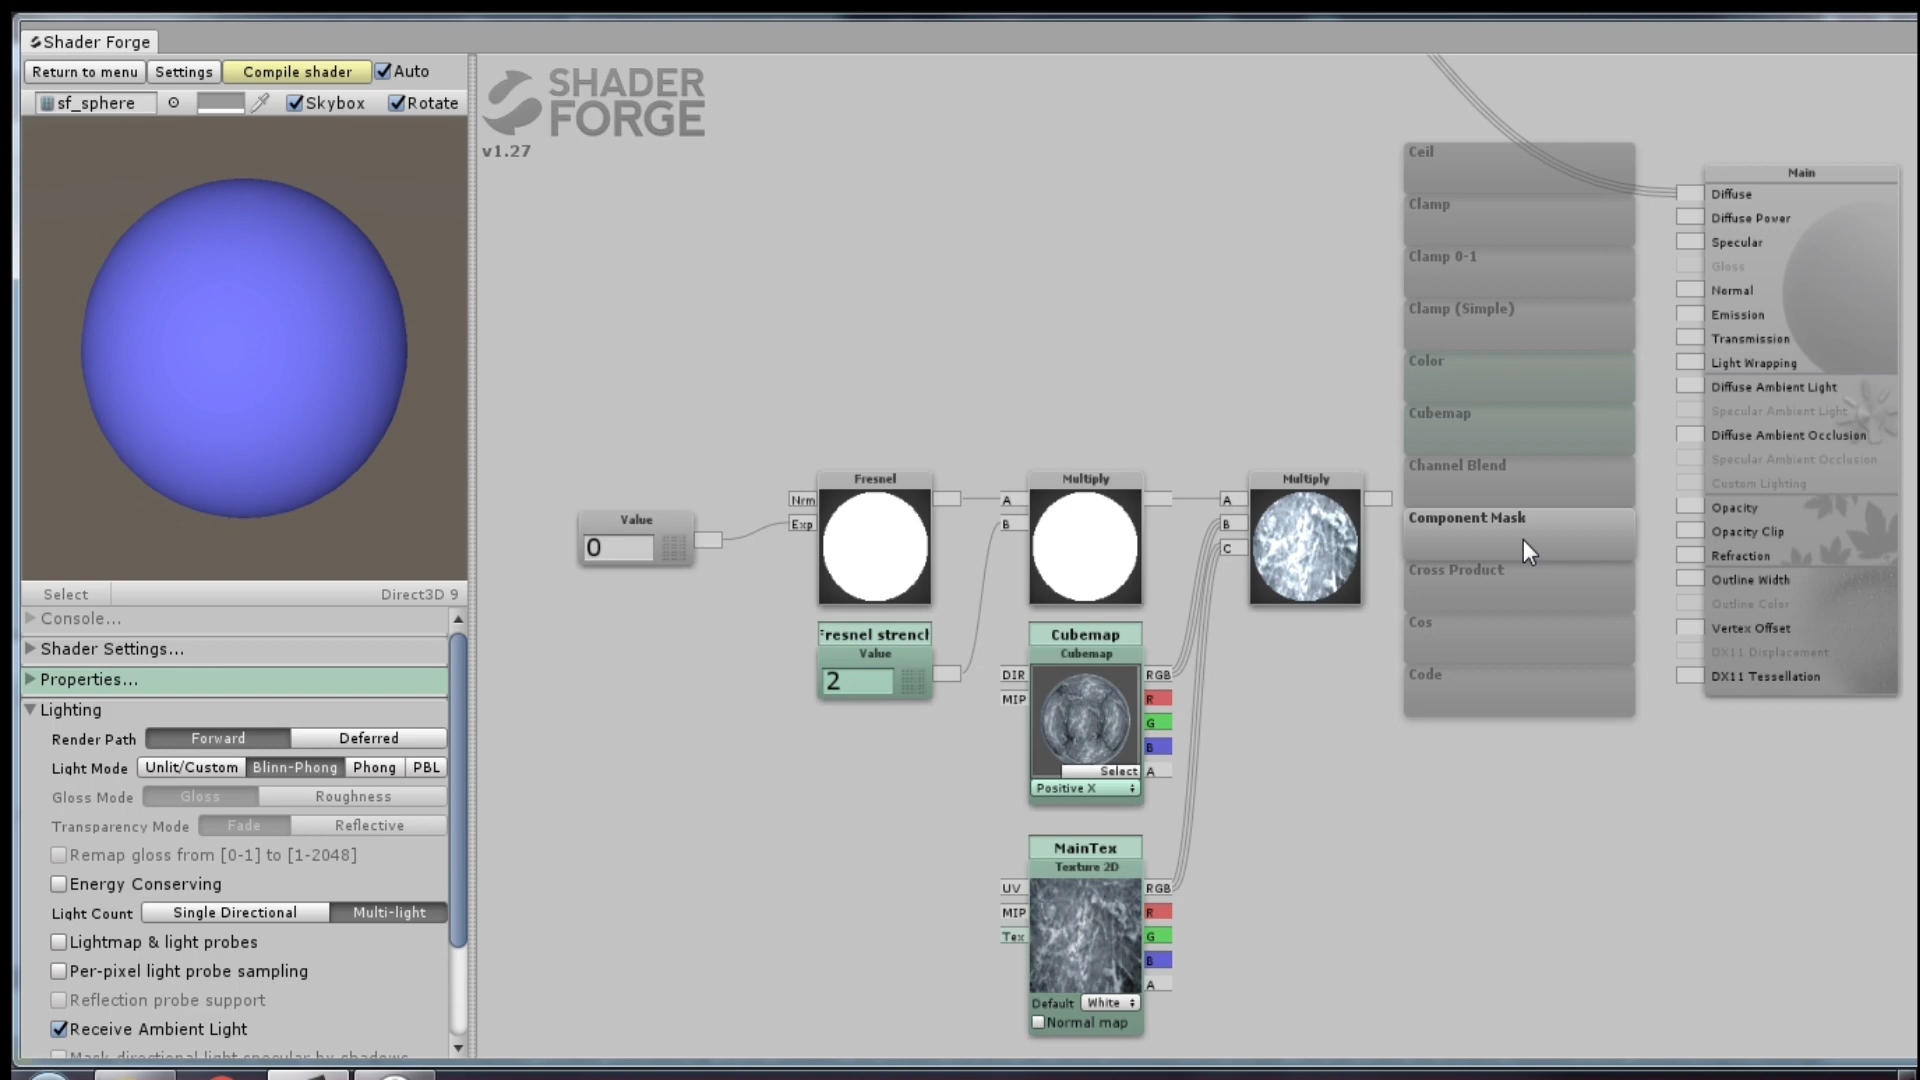 Shader Forge
Return to menu Settings Compile shader Auto
sf_sphere Skybox Rotate
SHADER
FORGE
v1.27
Select Direct3D 9
Console...
Shader Settings...
Properties...
Lighting
Render Path Forward Deferred
Light Mode Unlit/Custom Blinn-Phong Phong PBL
Gloss Mode Gloss Roughness
Transparency Mode Fade Reflective
Remap gloss from [0-1] to [1-2048]
Energy Conserving
Light Count Single Directional Multi-light
Lightmap & light probes
Per-pixel light probe sampling
Reflection probe support
Receive Ambient Light
Mask directional light specular by shadows
Value
0
Fresnel
Nrm
Exp
Fresnel strenc
Value
2
Multiply
A
B
Cubemap
Cubemap
DIR RGB
MIP R
G
B
Select A
Positive X
MainTex
Texture 2D
UV RGB
MIP R
Tex G
B
A
Default White
Normal map
Multiply
A
B
C
Ceil
Clamp
Clamp 0-1
Clamp (Simple)
Color
Cubemap
Channel Blend
Component Mask
Cross Product
Cos
Code
Main
Diffuse
Diffuse Power
Specular
Gloss
Normal
Emission
Transmission
Light Wrapping
Diffuse Ambient Light
Specular Ambient Light
Diffuse Ambient Occlusion
Specular Ambient Occlusion
Custom Lighting
Opacity
Opacity Clip
Refraction
Outline Width
Outline Color
Vertex Offset
DX11 Displacement
DX11 Tessellation